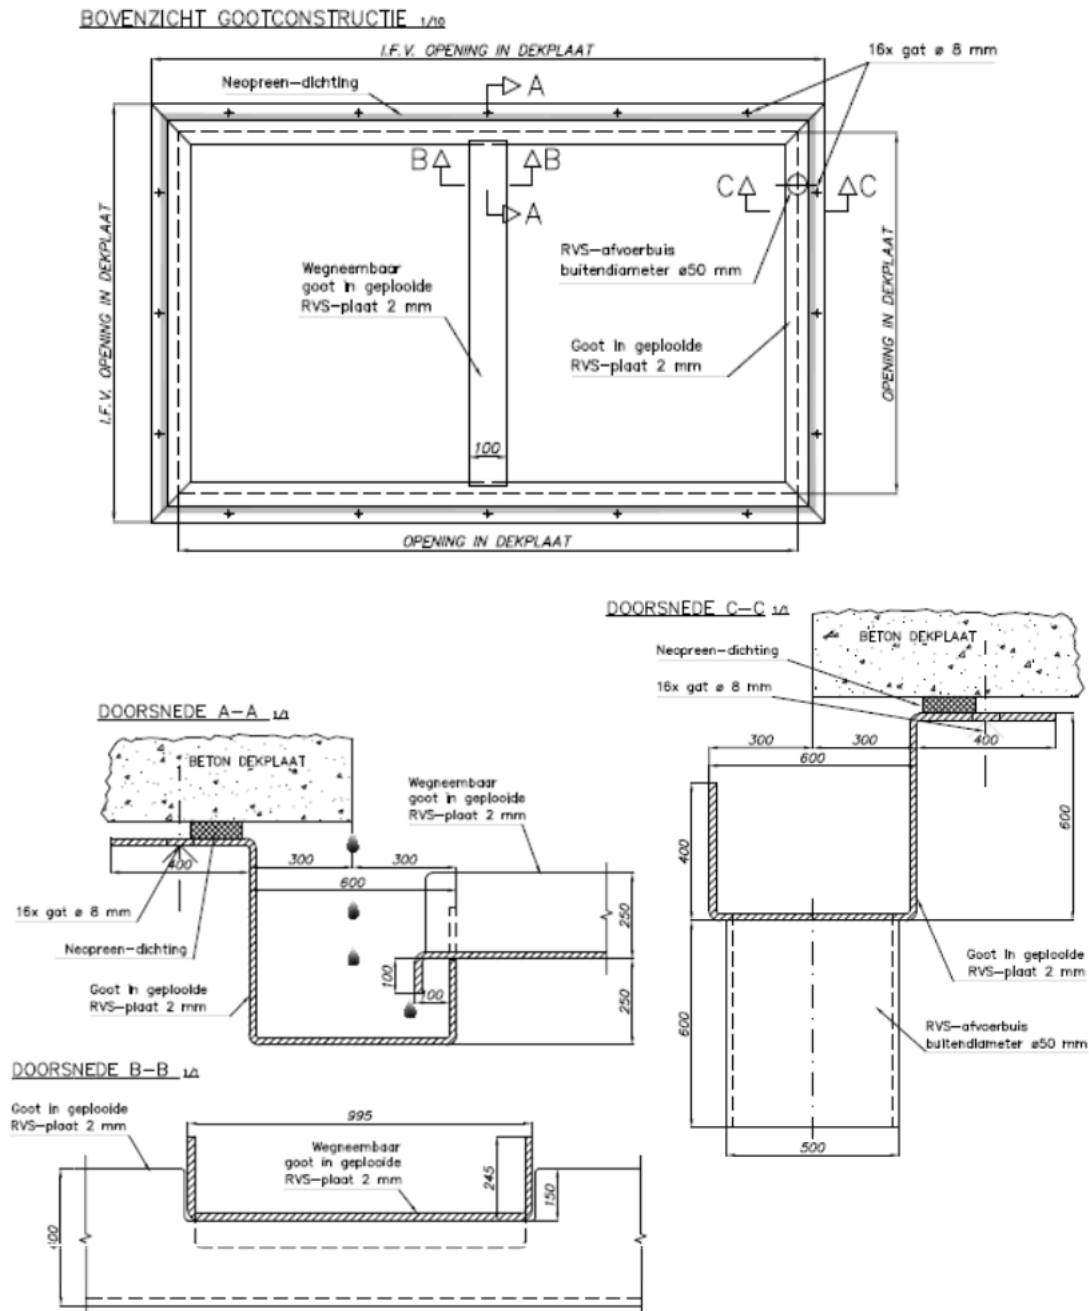 BOVENZICHT GOOTCONSTRUCTIE 1/10
I.F.V. OPENING IN DEKPLAAT
16x gat ø 8 mm
Neopreen-dichting
A
B
B
C
C
A
I.F.V. OPENING IN DEKPLAAT
OPENING IN DEKPLAAT
RVS-afvoerbuis
buitendiameter ø50 mm
Wegneembaar
goot in geplooide
RVS-plaat 2 mm
Goot in geplooide
RVS-plaat 2 mm
100
OPENING IN DEKPLAAT
DOORSNEDE C-C 1/1
BETON DEKPLAAT
Neopreen-dichting
16x gat ø 8 mm
300
300
400
600
400
600
Goot in geplooide
RVS-plaat 2 mm
600
RVS-afvoerbuis
buitendiameter ø50 mm
500
DOORSNEDE A-A 1/1
BETON DEKPLAAT
Wegneembaar
goot in geplooide
RVS-plaat 2 mm
400
300
300
600
16x gat ø 8 mm
250
Neopreen-dichting
100
100
250
Goot in geplooide
RVS-plaat 2 mm
DOORSNEDE B-B 1/1
Goot in geplooide
RVS-plaat 2 mm
995
Wegneembaar
goot in geplooide
RVS-plaat 2 mm
245
150